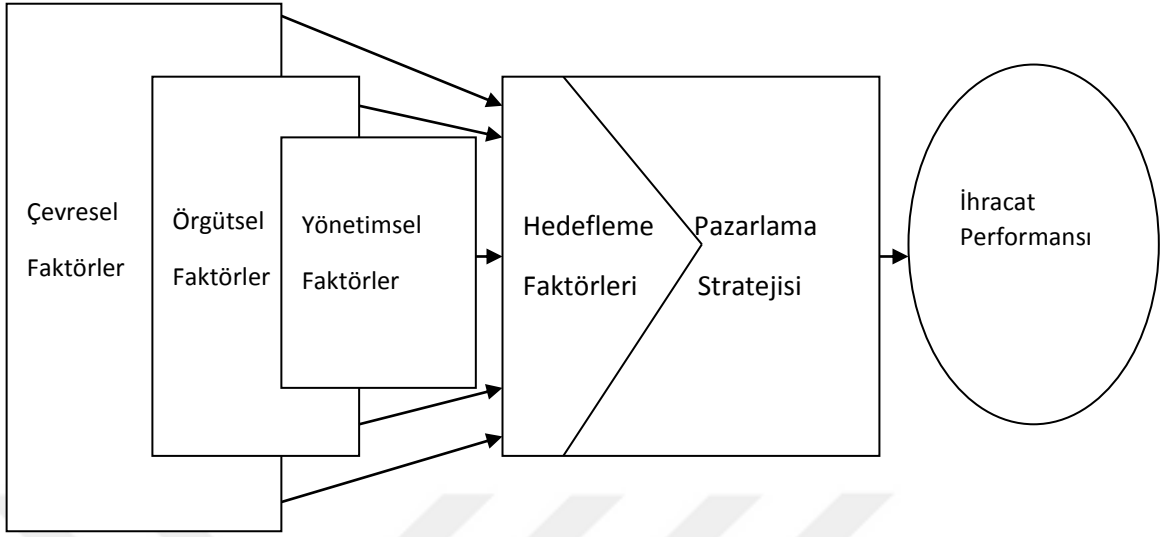 Çevresel
Faktörler
Örgütsel
Faktörler
Yönetimsel
Faktörler
Hedefleme
Faktörleri
Pazarlama
Stratejisi
İhracat
Performansı